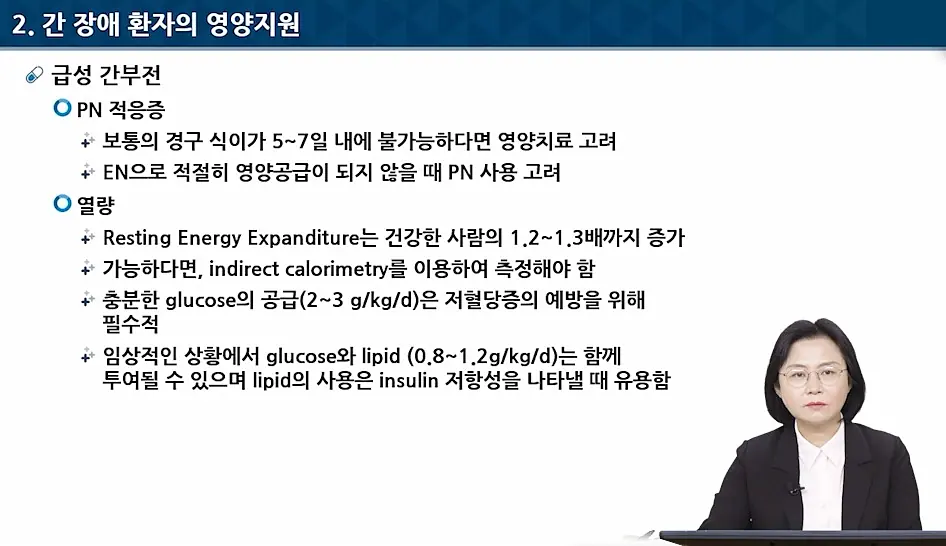 2. 간 장애 환자의 영양지원
급성 간부전
PN 적응증
보통의 경구 식이가 5~7일 내에 불가능하다면 영양치료 고려
EN으로 적절히 영양공급이 되지 않을 때 PN 사용 고려
열량
Resting Energy Expanditure는 건강한 사람의 1.2~1.3배까지 증가
가능하다면, indirect calorimetry를 이용하여 측정해야 함
충분한 glucose의 공급(2~3 g/kg/d)은 저혈당증의 예방을 위해
필수적
임상적인 상황에서 glucose와 lipid (0.8~1.2g/kg/d)는 함께
투여될 수 있으며 lipid의 사용은 insulin 저항성을 나타낼 때 유용함